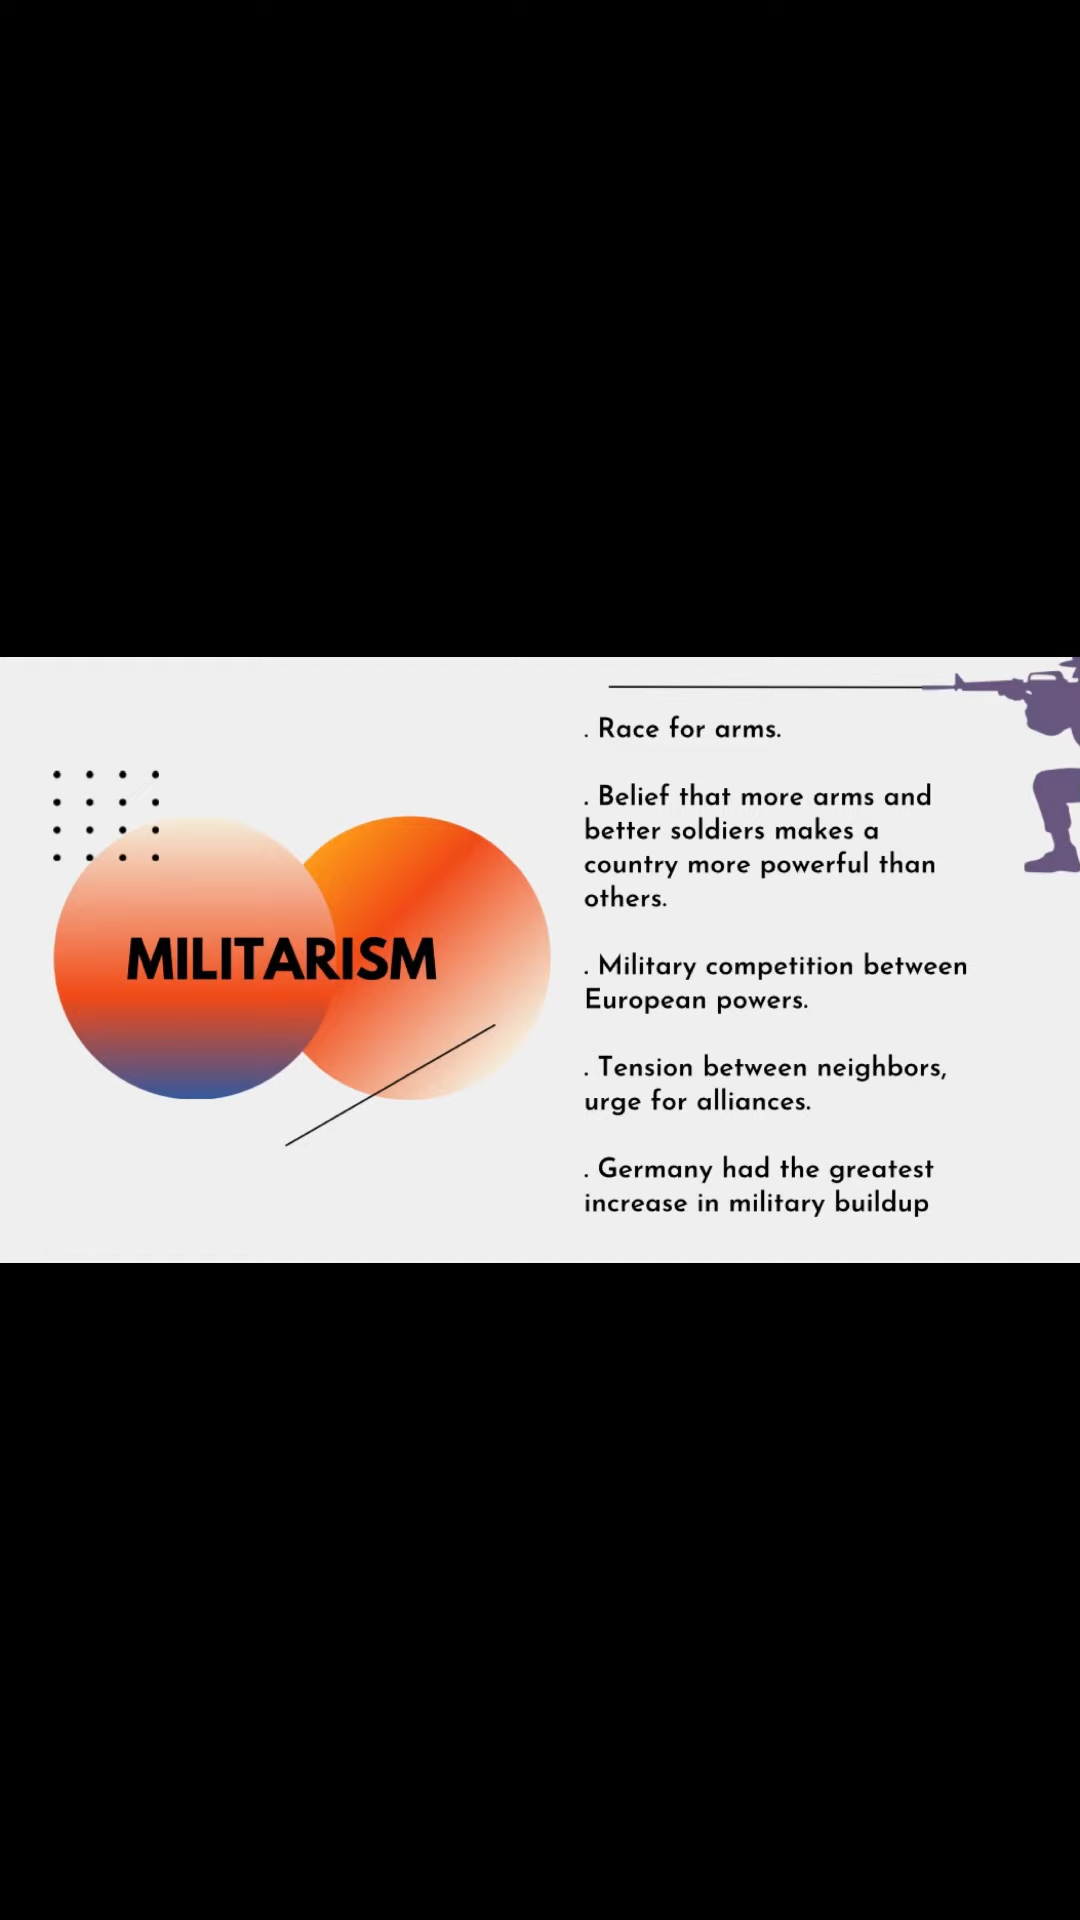 MILITARISM
. Race for arms.
. Belief that more arms and
better soldiers makes a
country more powerful than
others.
. Military competition between
European powers.
. Tension between neighbors,
urge for alliances.
. Germany had the greatest
increase in military buildup